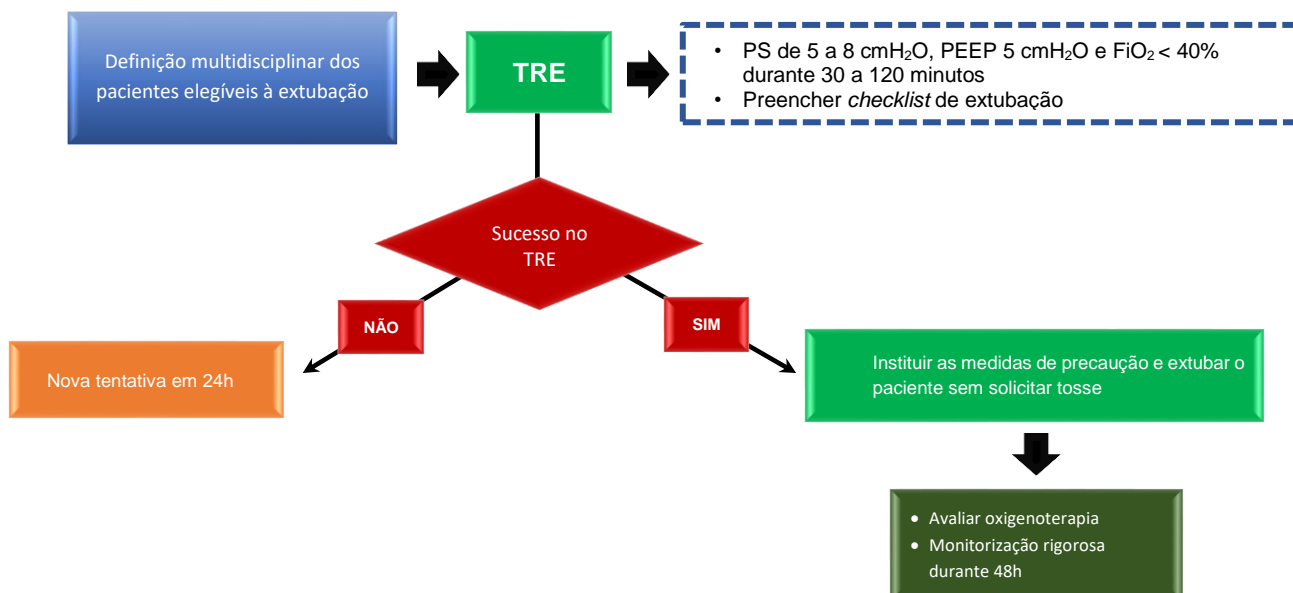 Definição multidisciplinar dos
pacientes elegíveis à extubação
TRE
• PS de 5 a 8 cmH₂O, PEEP 5 cmH₂O e FiO₂ < 40%
durante 30 a 120 minutos
• Preencher checklist de extubação
Sucesso no
TRE
NÃO
SIM
Nova tentativa em 24h
Instituir as medidas de precaução e extubar o
paciente sem solicitar tosse
• Avaliar oxigenoterapia
• Monitorização rigorosa
durante 48h